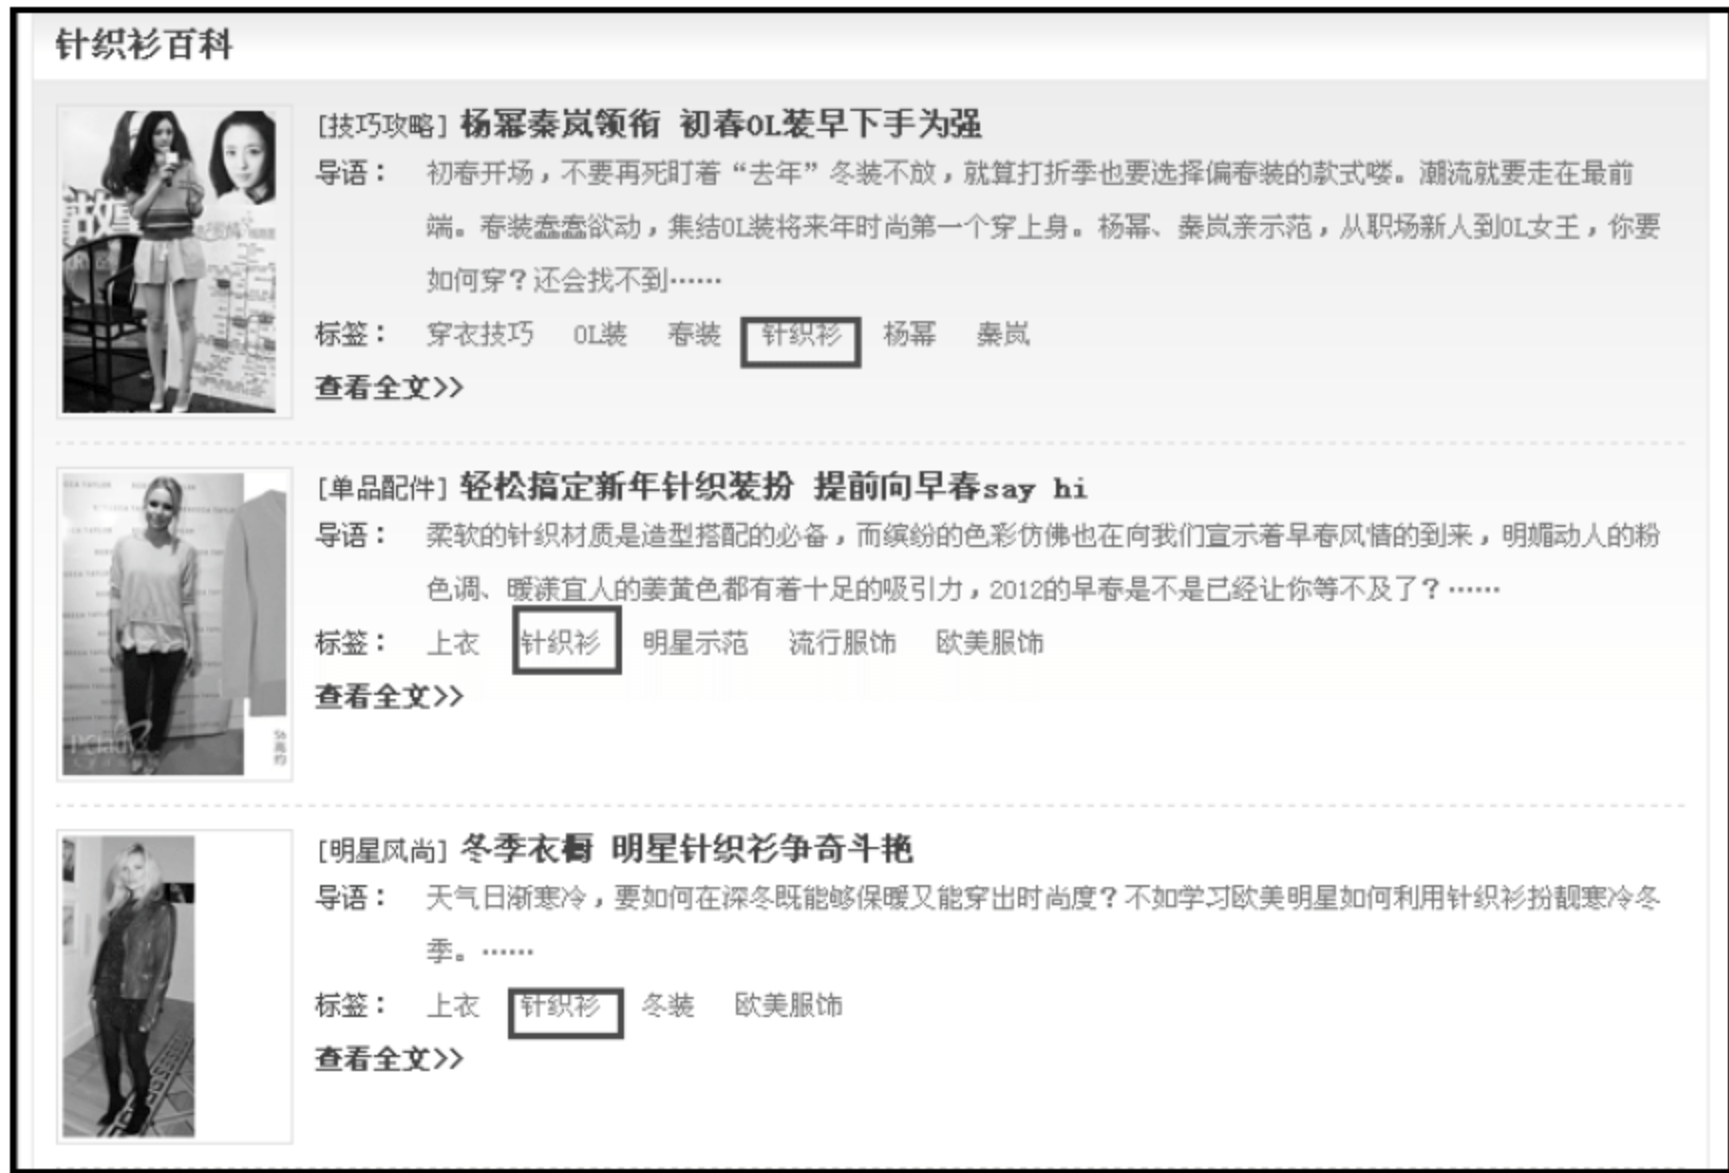 针织衫百科
[技巧攻略] 杨幂秦岚领衔 初春OL装早下手为强
导语： 初春开场，不要再死盯着“去年”冬装不放，就算打折季也要选择偏春装的款式喽。潮流就要走在最前
端。春装蠢蠢欲动，集结OL装将来年时尚第一个穿上身。杨幂、秦岚亲示范，从职场新人到OL女王，你要
如何穿？还会找不到……
标签： 穿衣技巧 OL装 春装 针织衫 杨幂 秦岚
查看全文>>
[单品配件] 轻松搞定新年针织装扮 提前向早春say hi
导语： 柔软的针织材质是造型搭配的必备，而缤纷的色彩仿佛也在向我们宣示着早春风情的到来，明媚动人的粉
色调、暖漾宜人的姜黄色都有着十足的吸引力，2012的早春是不是已经让你等不及了？……
标签： 上衣 针织衫 明星示范 流行服饰 欧美服饰
查看全文>>
PClady
[明星风尚] 冬季衣橱 明星针织衫争奇斗艳
导语： 天气日渐寒冷，要如何在深冬既能够保暖又能穿出时尚度？不如学习欧美明星如何利用针织衫扮靓寒冷冬
季。……
标签： 上衣 针织衫 冬装 欧美服饰
查看全文>>